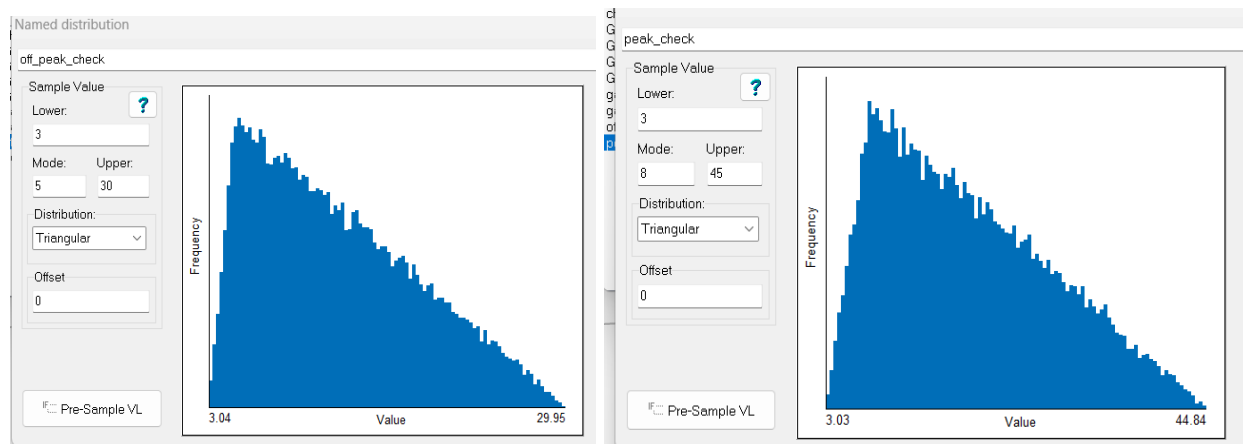 Named distribution
off_peak_check
Sample Value
Lower:
?
3
Mode: Upper:
5 30
Distribution:
Triangular
Offset
0
Pre-Sample VL
Frequency
3.04 Value 29.95
peak_check
Sample Value
Lower:
?
3
Mode: Upper:
8 45
Distribution:
Triangular
Offset
0
Pre-Sample VL
Frequency
3.03 Value 44.84